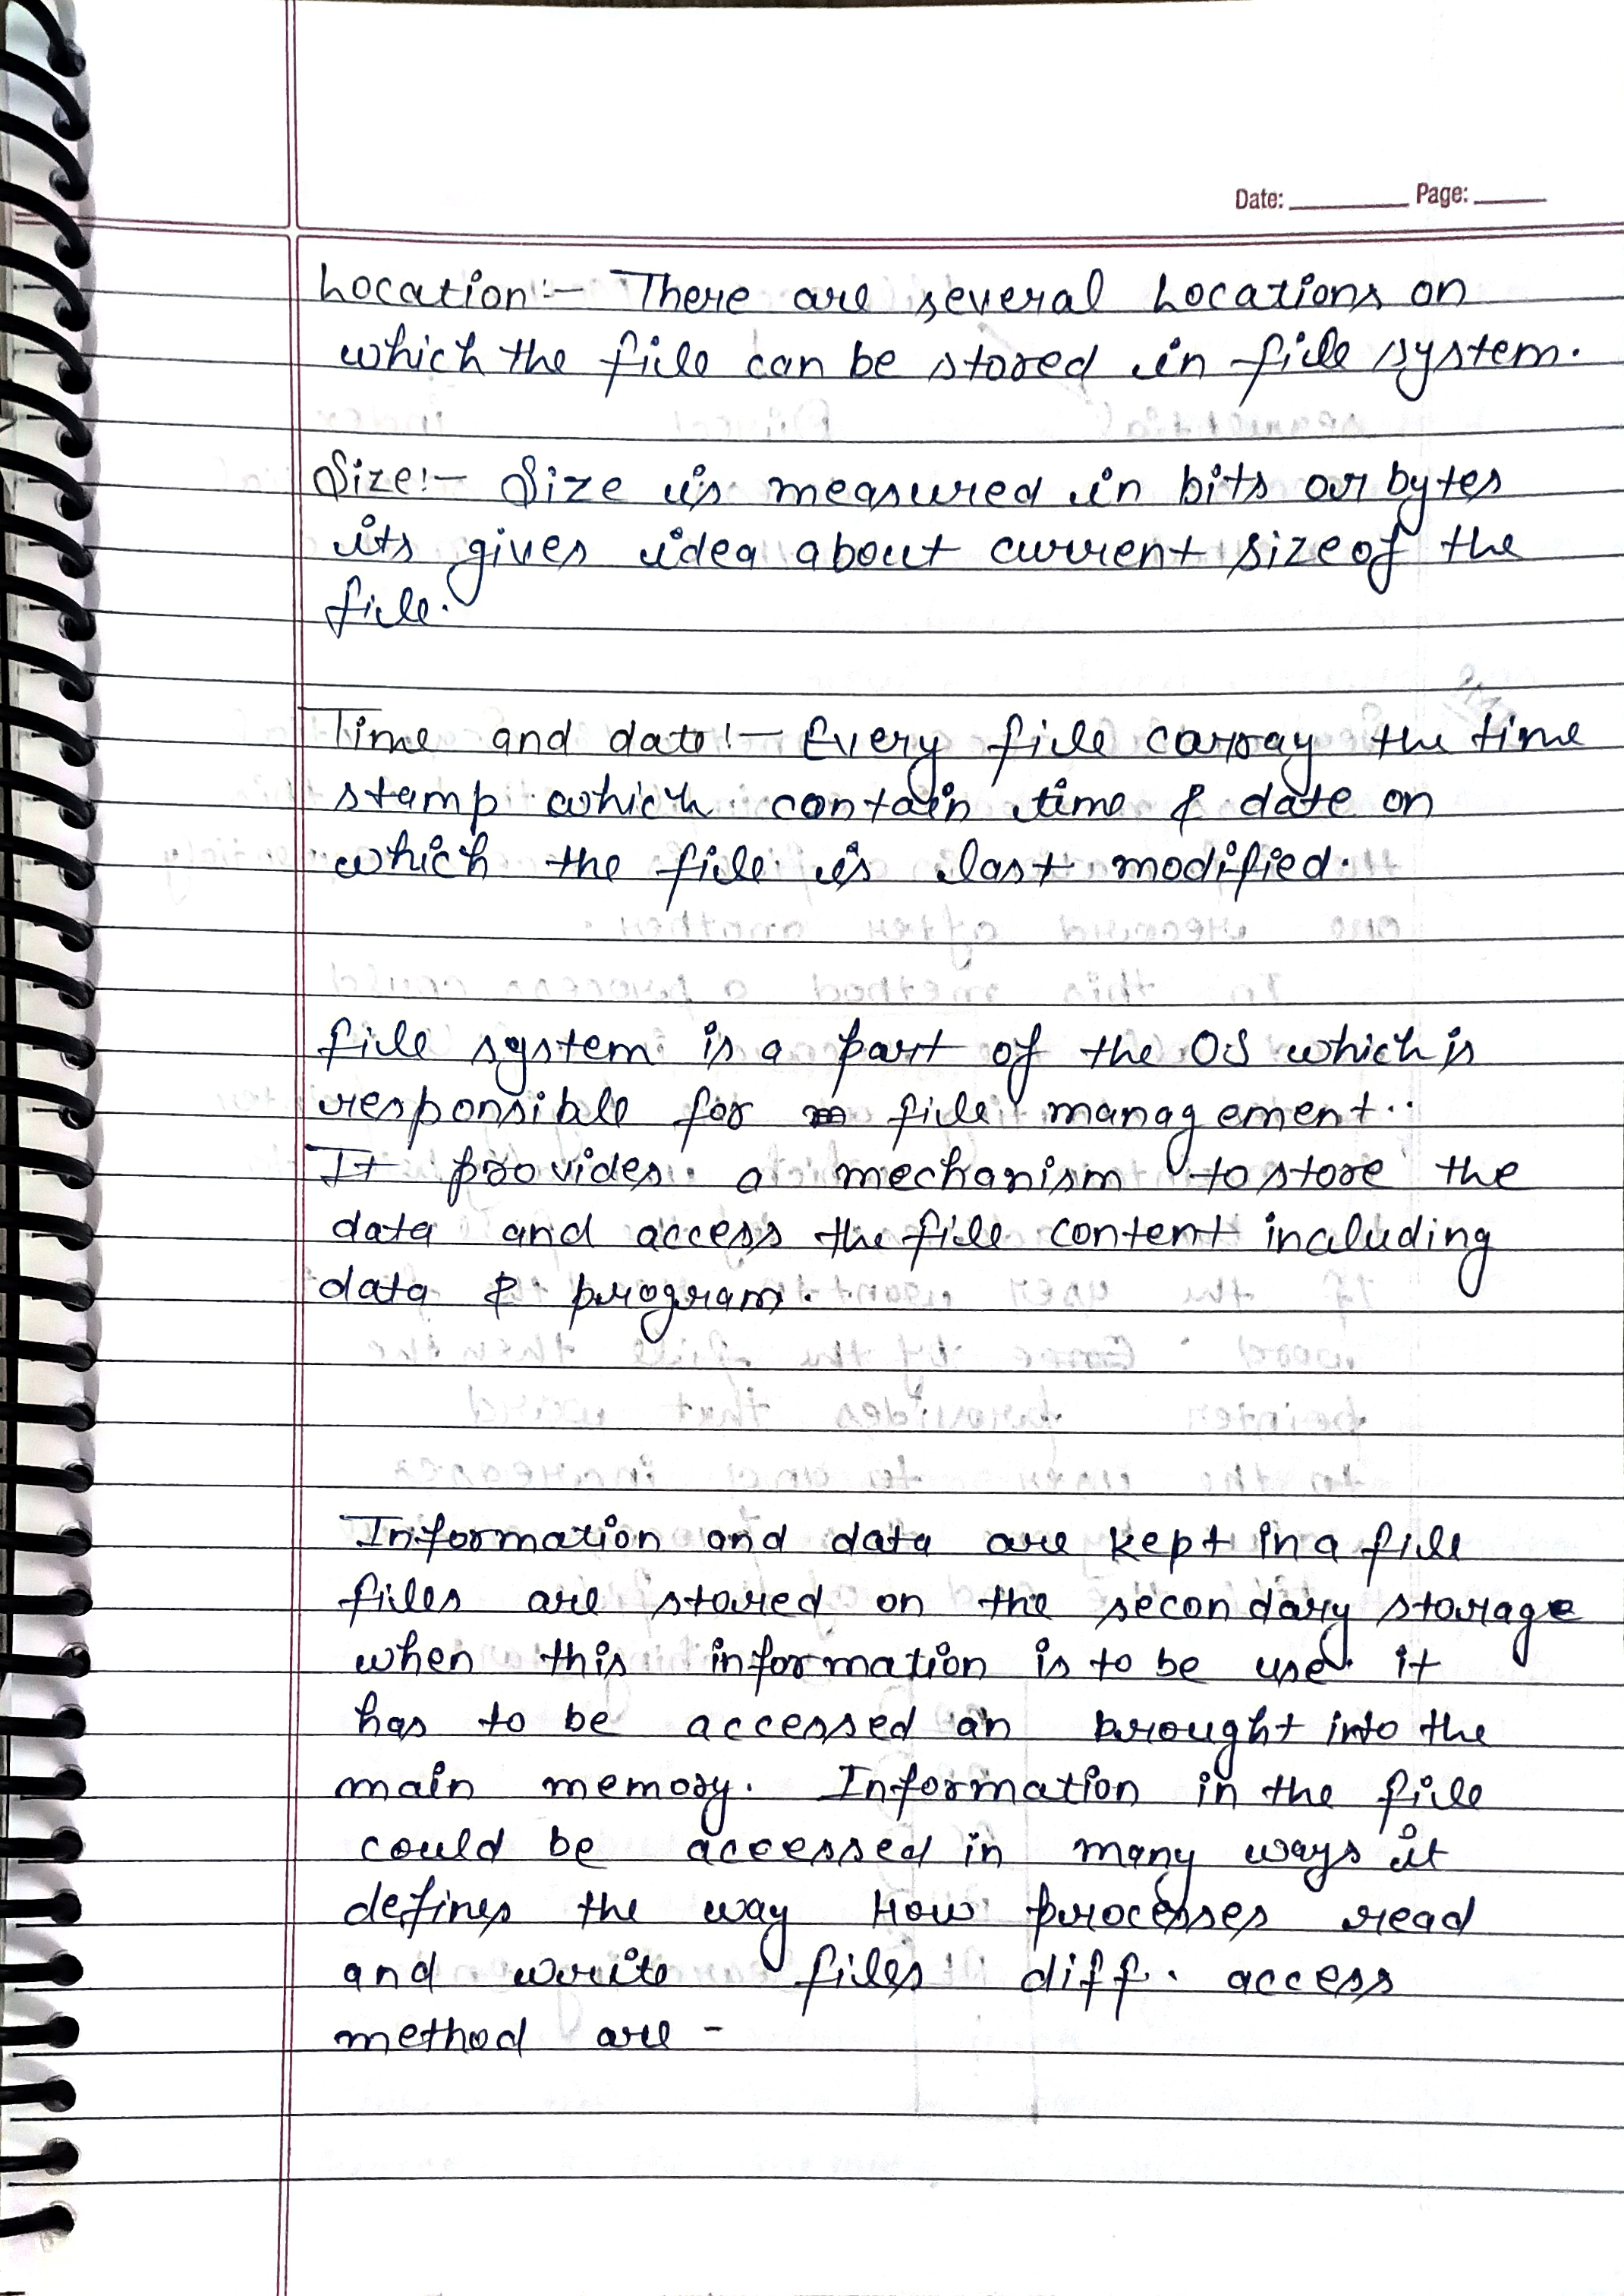 Date: Page:
Location:- There are several Locations on
which the file can be stored in file system.
Size:- Size is measured in bits or bytes
its gives idea about current size of the
file.
Time and date:- Every file carray the time
stamp which contain time & date on
which the file is last modified.
file system is a part of the OS which is
responsible for file management..
It provides a mechanism to store the
data and access the file content including
data & program.
Information and data are kept in a file
files are stored on the secondary storage
when this information is to be use it
has to be accessed an brought into the
main memory. Information in the file
could be accessed in many ways it
defines the way How processes read
and write files diff. access
method are -